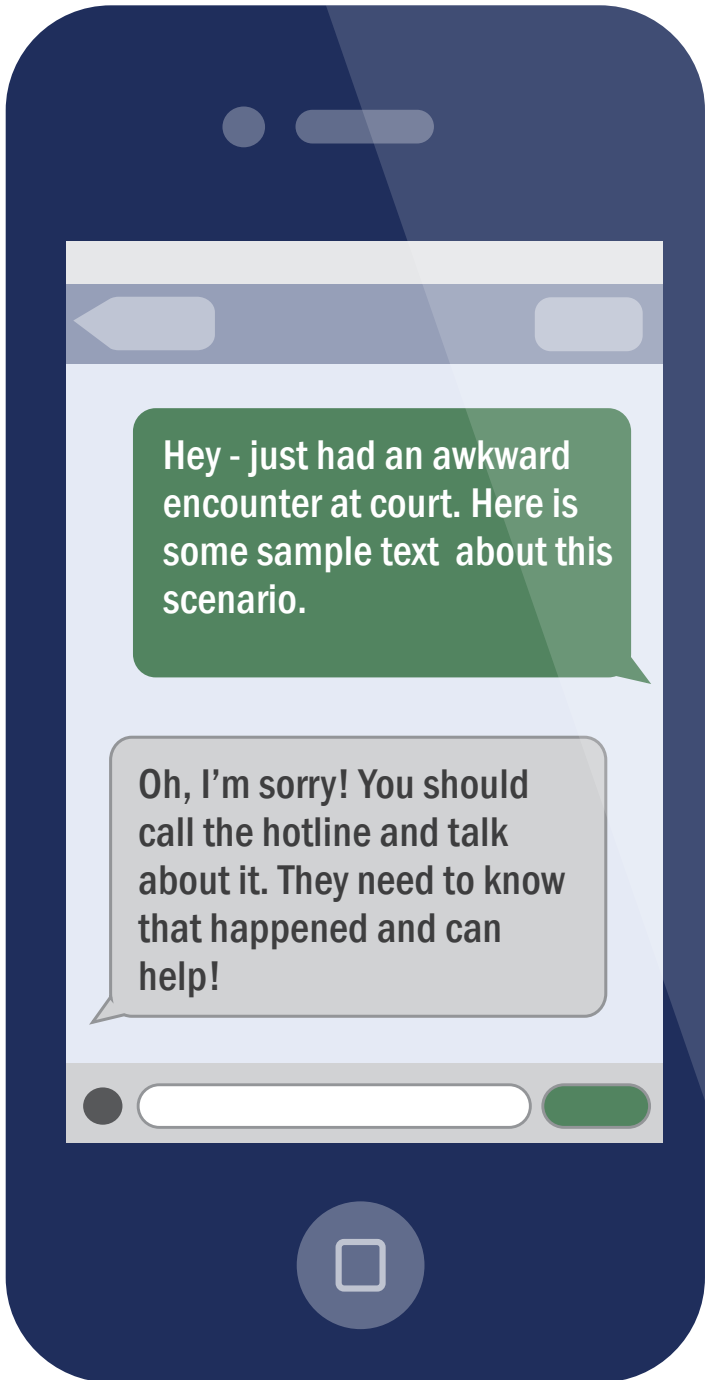 Hey - just had an awkward
encounter at court. Here is
some sample text  about this
scenario.
Oh, I’m sorry! You should
call the hotline and talk
about it. They need to know
that happened and can
help!